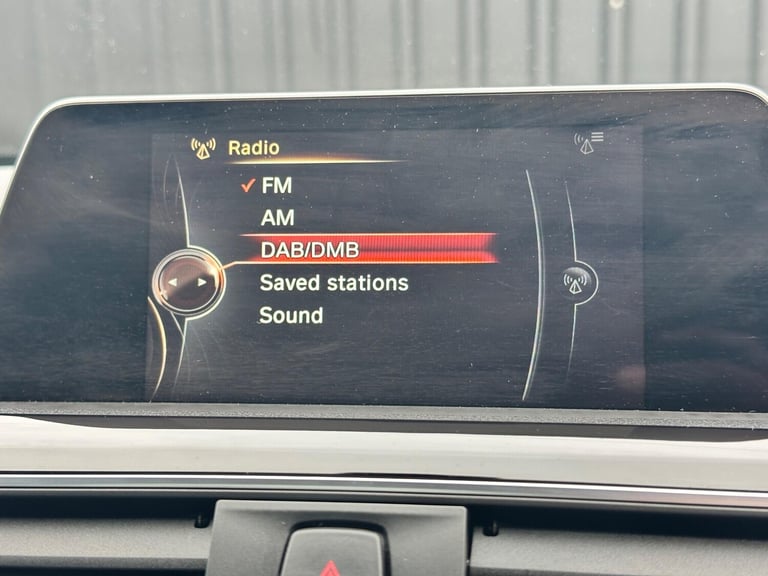 Radio
FM
AM
DAB/DMB
Saved stations
Sound